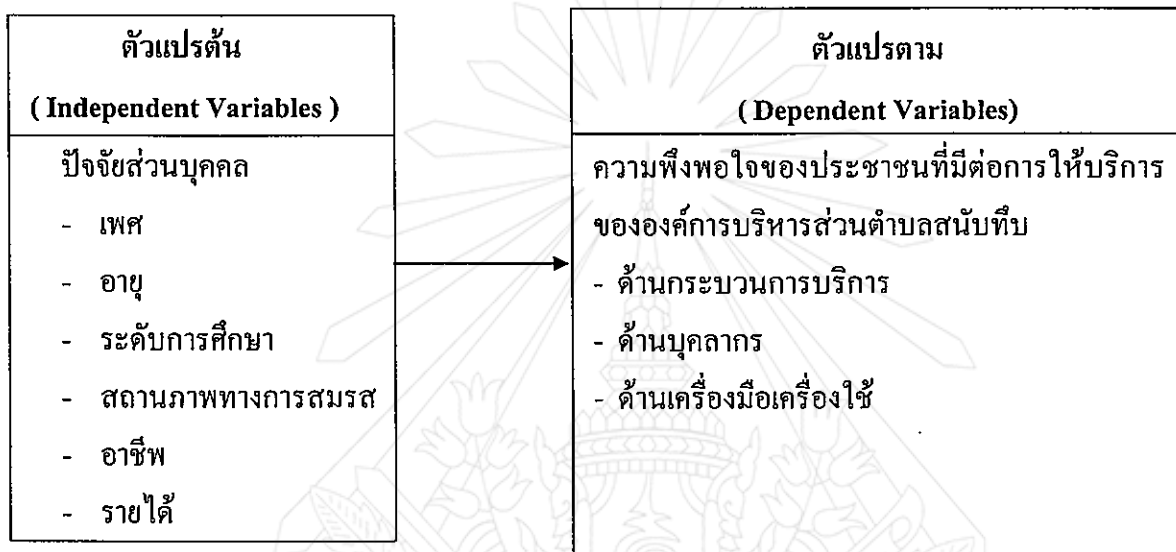 ตัวแปรต้น
( Independent Variables )
ปัจจัยส่วนบุคคล
- เพศ
- อายุ
- ระดับการศึกษา
- สถานภาพทางการสมรส
- อาชีพ
- รายได้
ตัวแปรตาม
( Dependent Variables)
ความพึงพอใจของประชาชนที่มีต่อการให้บริการ
ขององค์การบริหารส่วนตำบลสนับทึบ
- ด้านกระบวนการบริการ
- ด้านบุคลากร
- ด้านเครื่องมือเครื่องใช้